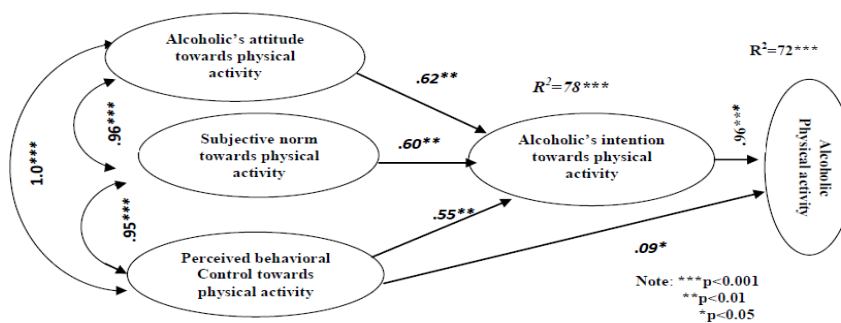 Alcoholic's attitude
towards physical
activity
R²=72***
.62**
R²=78***
.96***
Subjective norm
towards physical
activity
Alcoholic's intention
towards physical
activity
.96***
Alcoholic
Physical activity
.60**
1.0***
.95***
.55**
Perceived behavioral
Control towards
physical activity
.09*
Note: ***p<0.001
**p<0.01
*p<0.05